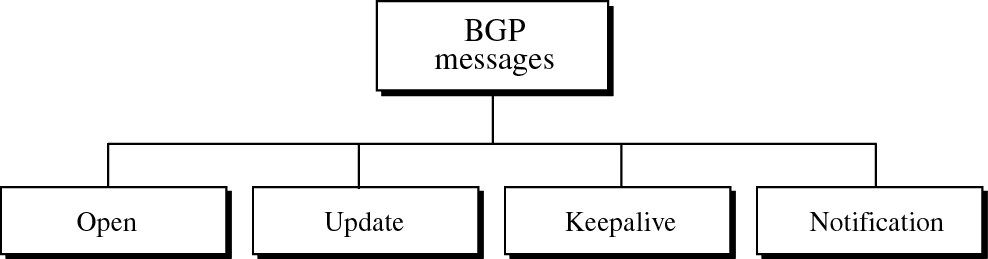 BGP
messages
Open
Update
Keepalive
Notification